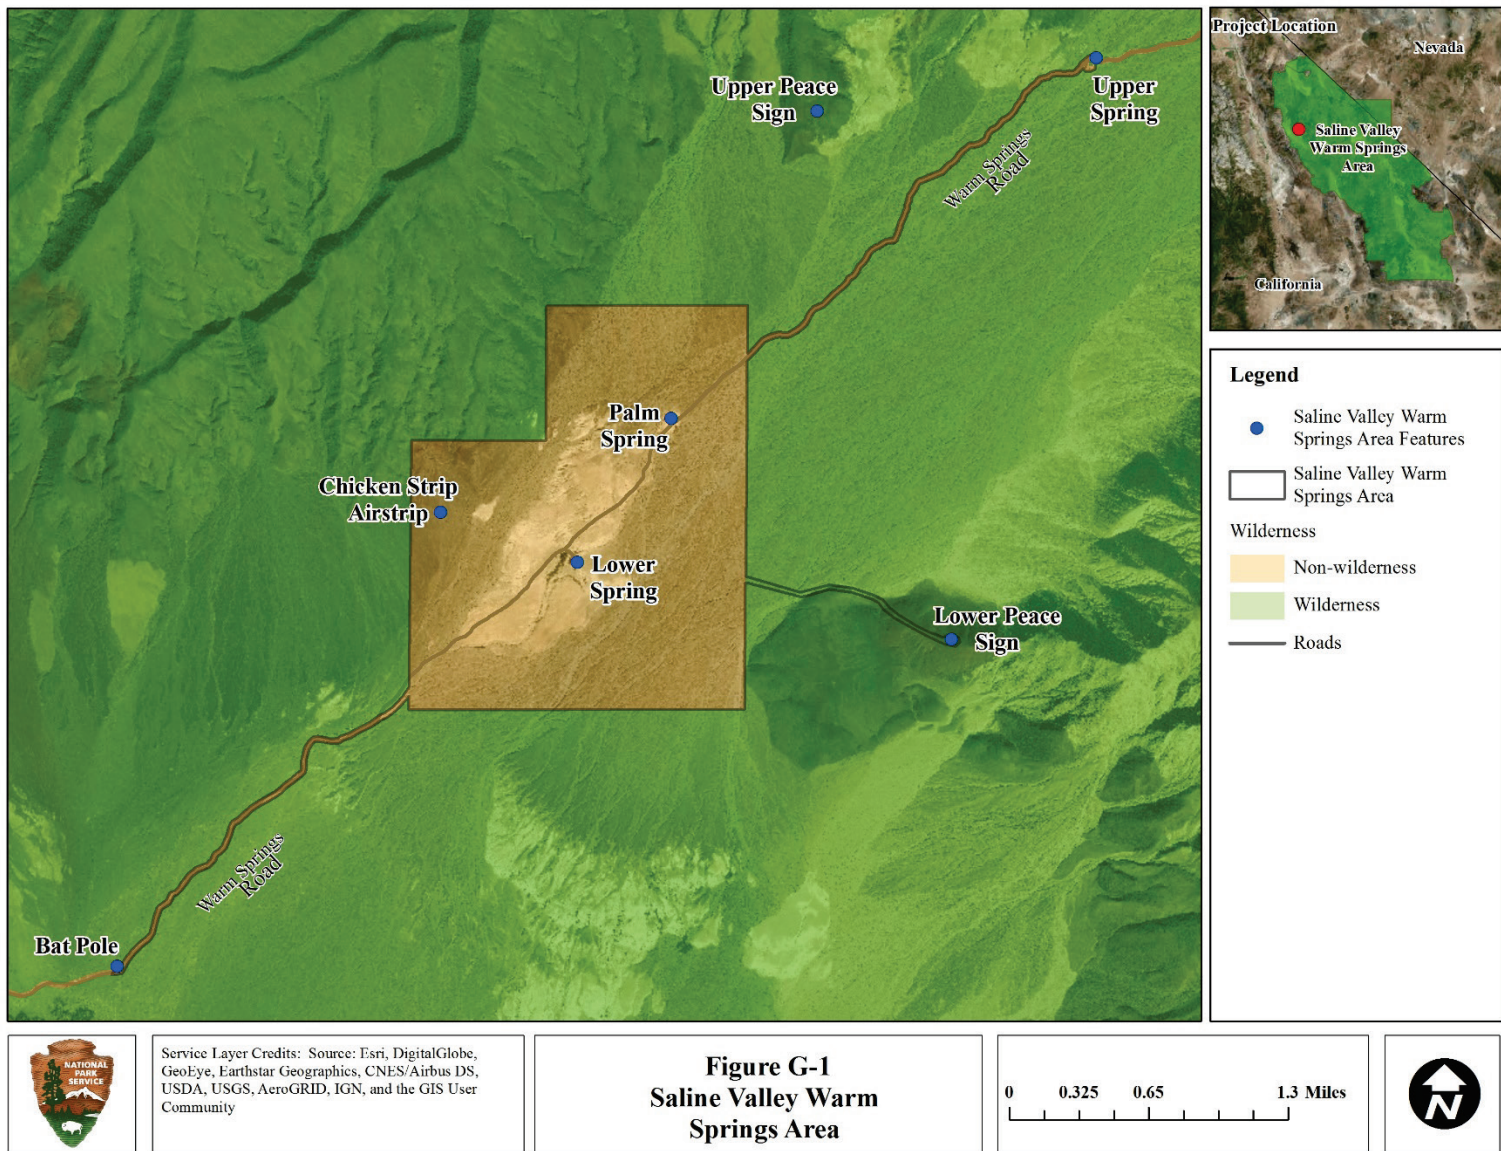 Upper Peace
Sign
Upper
Spring
Warm Springs
Road
Palm
Spring
Chicken Strip
Airstrip
Lower
Spring
Lower Peace
Sign
Warm Springs
Road
Bat Pole
Project Location
Nevada
Saline Valley
Warm Springs
Area
California
Legend
Saline Valley Warm
Springs Area Features
Saline Valley Warm
Springs Area
Wilderness
Non-wilderness
Wilderness
Roads
NATIONAL
PARK
SERVICE
Service Layer Credits: Source: Esri, DigitalGlobe,
GeoEye, Earthstar Geographics, CNES/Airbus DS,
USDA, USGS, AeroGRID, IGN, and the GIS User
Community
Figure G-1
Saline Valley Warm
Springs Area
0 0.325 0.65 1.3 Miles
N